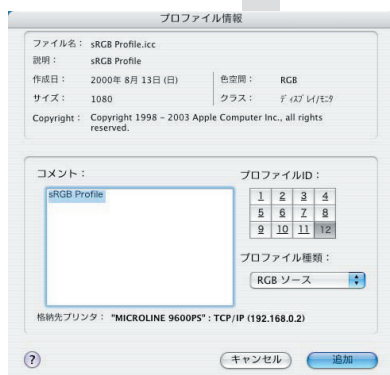 プロファイル情報
ファイル名： sRGB Profile.icc
説明： sRGB Profile
作成日： 2000年 8月 13日 (日) 色空間： RGB
サイズ： 1080 クラス： ﾃﾞｨｽﾌﾟﾚｲ/ﾓﾆﾀ
Copyright： Copyright 1998 - 2003 Apple Computer Inc., all rights
reserved.
コメント：
sRGB Profile
プロファイルID：
1 2 3 4
5 6 7 8
9 10 11 12
プロファイル種類：
RGB ソース
格納先プリンタ： "MICROLINE 9600PS" : TCP/IP (192.168.0.2)
? キャンセル 追加